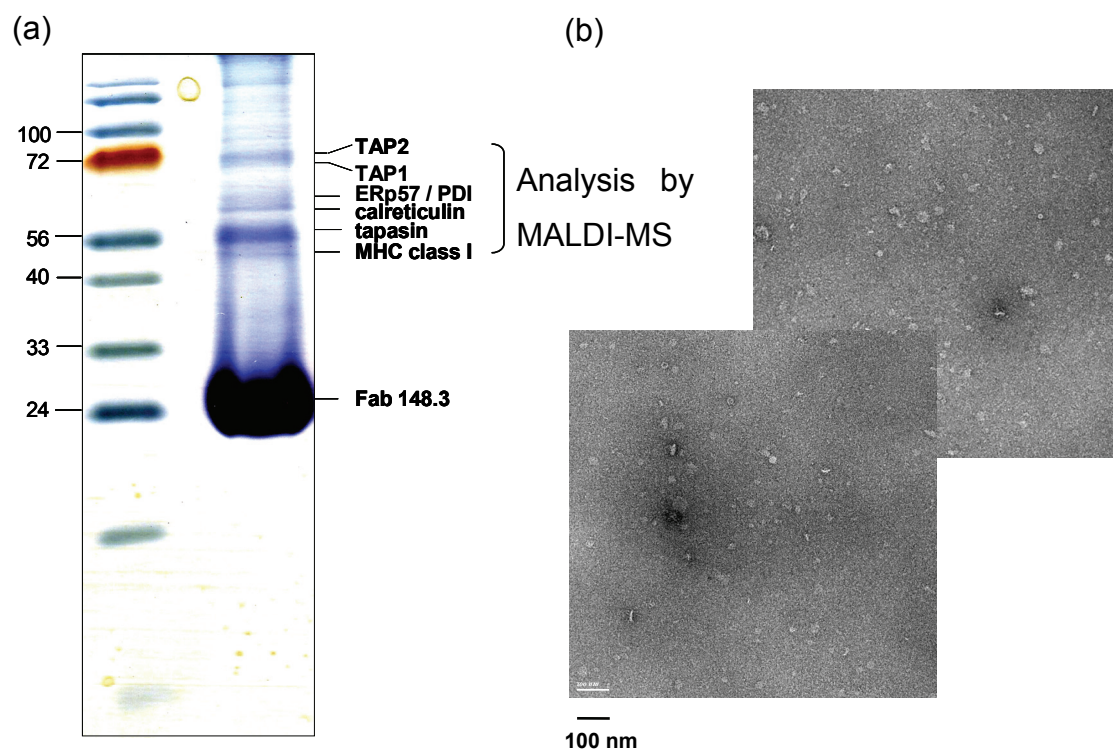 (a)
(b)
100
72
56
40
33
24
TAP2
TAP1
ERp57 / PDI
calreticulin
tapasin
MHC class I
Fab 148.3
Analysis by
MALDI-MS
100 nm